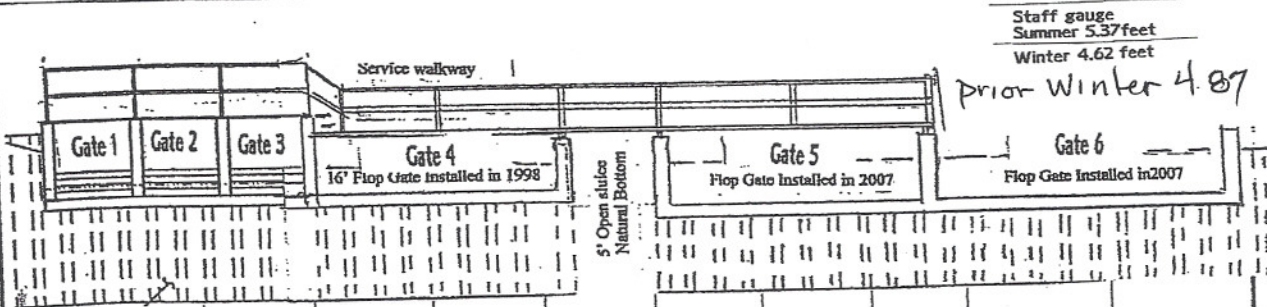 Staff gauge
Summer 5.37feet
Winter 4.62 feet
prior Winter 4.87
Service walkway
Gate 1
Gate 2
Gate 3
Gate 4
16' Flop Gate installed in 1998
5' Open sluice
Natural Bottom
Gate 5
Flop Gate Installed in 2007
Gate 6
Flop Gate Installed in2007